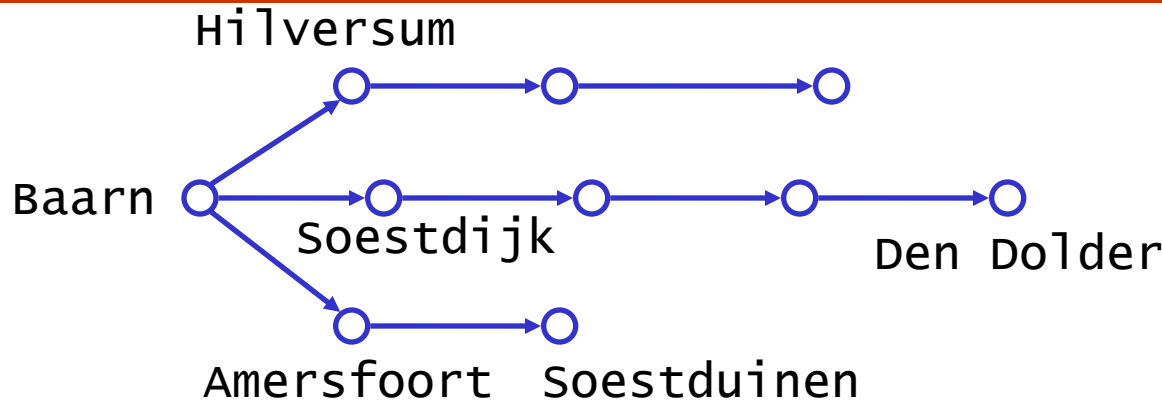 Hilversum
Baarn
Soestdijk
Den Dolder
Amersfoort Soestduinen